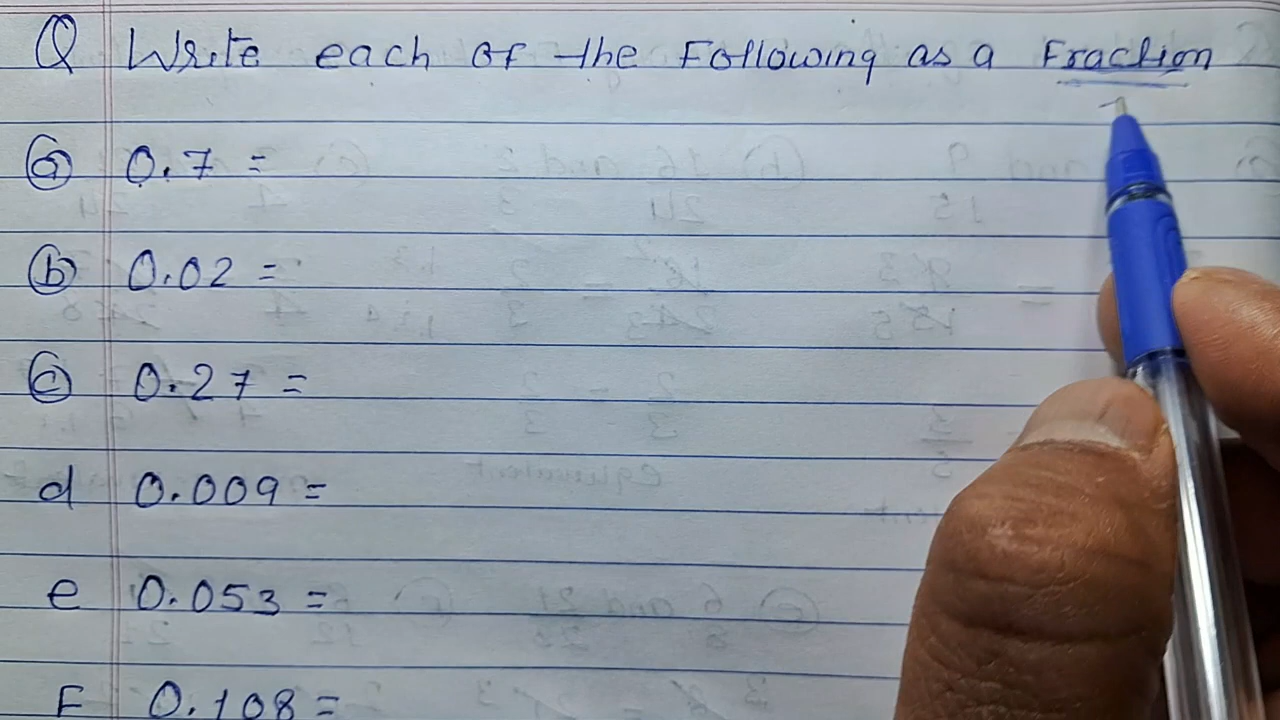 Q Write each of the Following as a Fraction
a 0.7 =
b 0.02 =
c 0.27 =
d 0.009 =
e 0.053 =
F 0.108 =